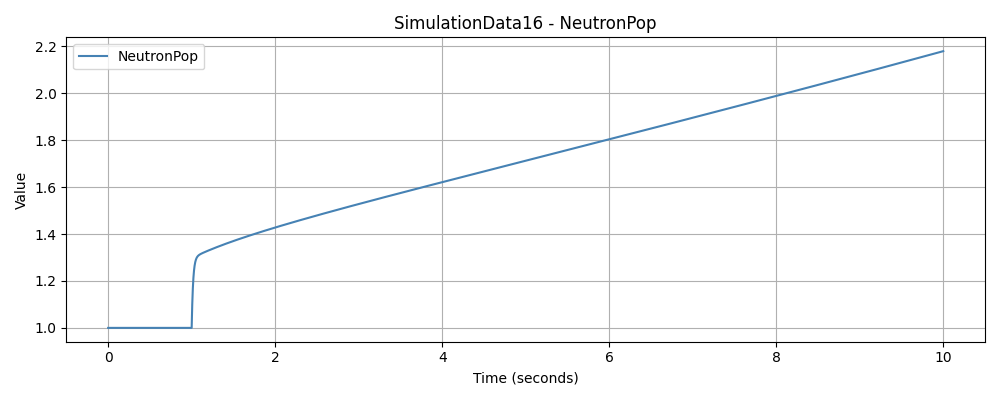 SimulationData16 - NeutronPop
NeutronPop
Value
2.2
2.0
1.8
1.6
1.4
1.2
1.0
0 2 4 6 8 10
Time (seconds)